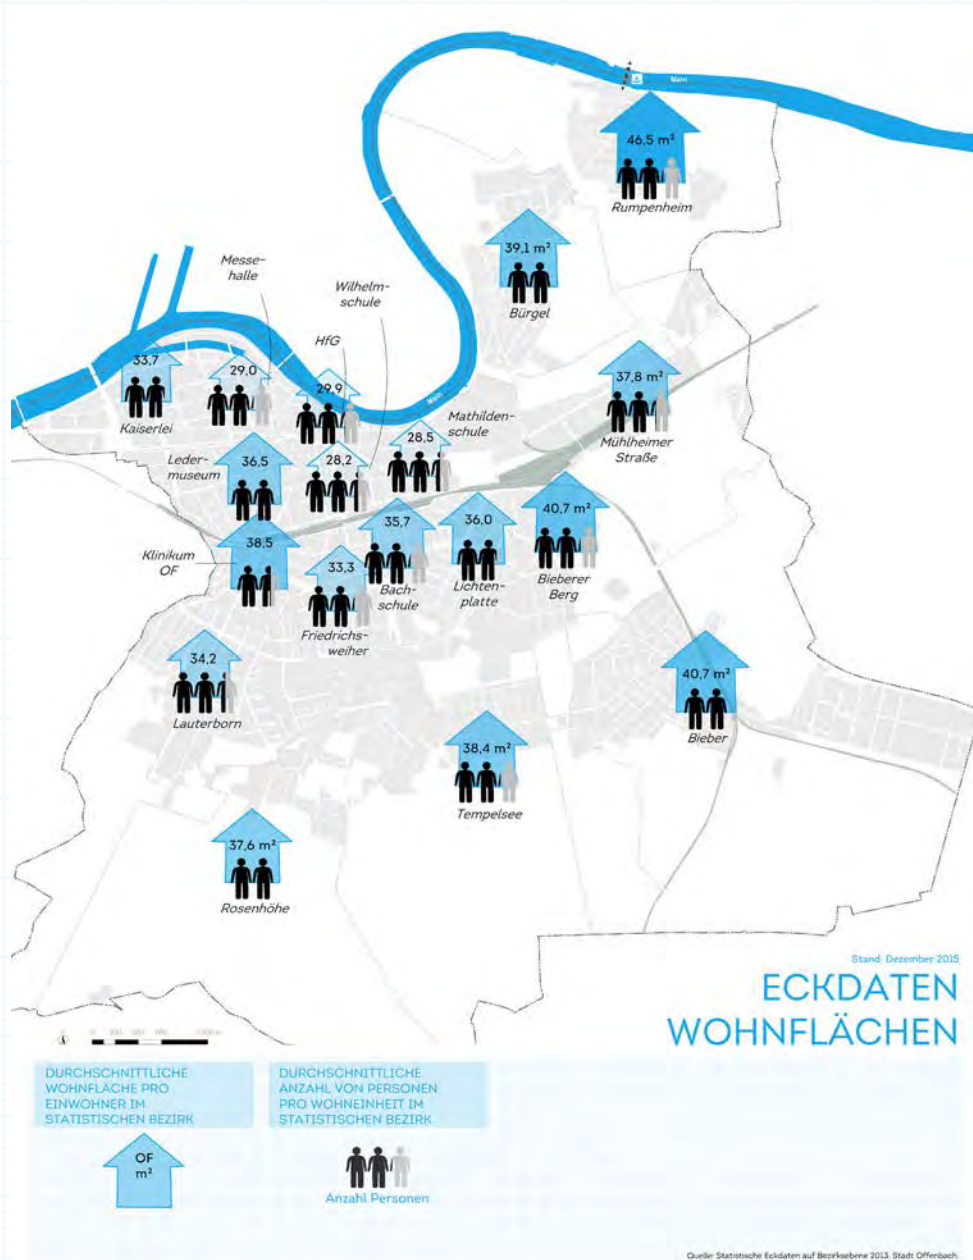 Main
46,5 m²
Rumpenheim
39,1 m²
Bürgel
Messe-
halle
Wilhelm-
schule
HfG
33,7
Kaiserlei
29,0
29,9
Main
37,8 m²
Mühlheimer
Straße
Mathilden-
schule
28,5
Leder-
museum
36,5
28,2
Klinikum
OF
38,5
35,7
Bach-
schule
36,0
Lichten-
platte
40,7 m²
Bieberer
Berg
33,3
Friedrichs-
weiher
34,2
Lauterborn
40,7 m²
Bieber
38,4 m²
Tempelsee
37,6 m²
Rosenhöhe
Stand: Dezember 2015
ECKDATEN
WOHNFLÄCHEN
DURCHSCHNITTLICHE
WOHNFLÄCHE PRO
EINWOHNER IM
STATISTISCHEN BEZIRK
OF
m²
DURCHSCHNITTLICHE
ANZAHL VON PERSONEN
PRO WOHNEINHEIT IM
STATISTISCHEN BEZIRK
Anzahl Personen
Quelle: Statistische Eckdaten auf Bezirksebene 2013, Stadt Offenbach.